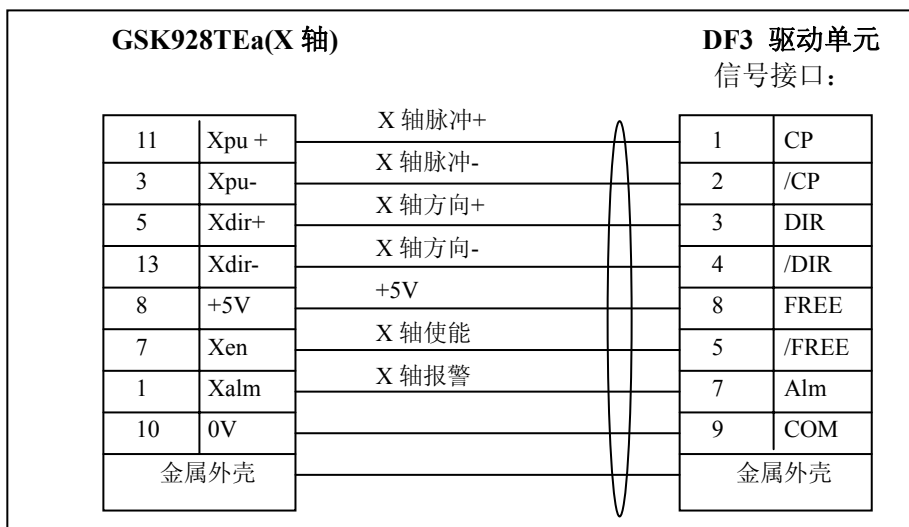 GSK928TEa(X 轴) DF3 驱动单元
信号接口：
11 Xpu + X 轴脉冲+ 1 CP
3 Xpu- X 轴脉冲- 2 /CP
5 Xdir+ X 轴方向+ 3 DIR
13 Xdir- X 轴方向- 4 /DIR
8 +5V +5V 8 FREE
7 Xen X 轴使能 5 /FREE
1 Xalm X 轴报警 7 Alm
10 0V 9 COM
金属外壳 金属外壳